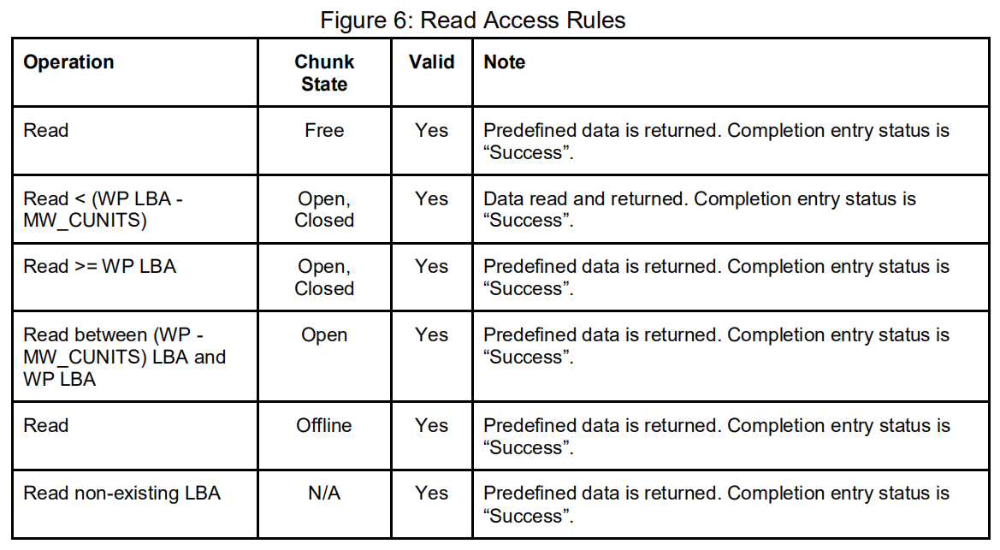 Figure 6: Read Access Rules
Operation
Chunk
State
Valid
Note
Read
Free
Yes
Predefined data is returned. Completion entry status is
“Success”.
Read < (WP LBA -
MW_CUNITS)
Open,
Closed
Yes
Data read and returned. Completion entry status is
“Success”.
Read >= WP LBA
Open,
Closed
Yes
Predefined data is returned. Completion entry status is
“Success”.
Read between (WP -
MW_CUNITS) LBA and
WP LBA
Open
Yes
Predefined data is returned. Completion entry status is
“Success”.
Read
Offline
Yes
Predefined data is returned. Completion entry status is
“Success”.
Read non-existing LBA
N/A
Yes
Predefined data is returned. Completion entry status is
“Success”.